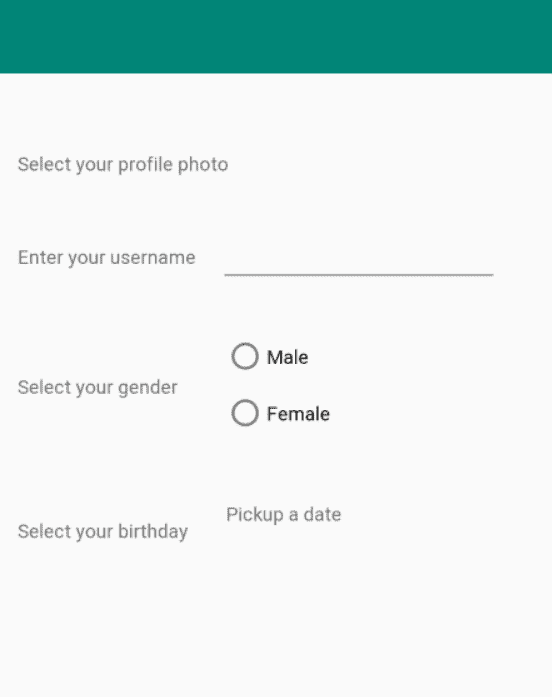 Select your profile photo
Enter your username
Male
Select your gender
Female
Pickup a date
Select your birthday